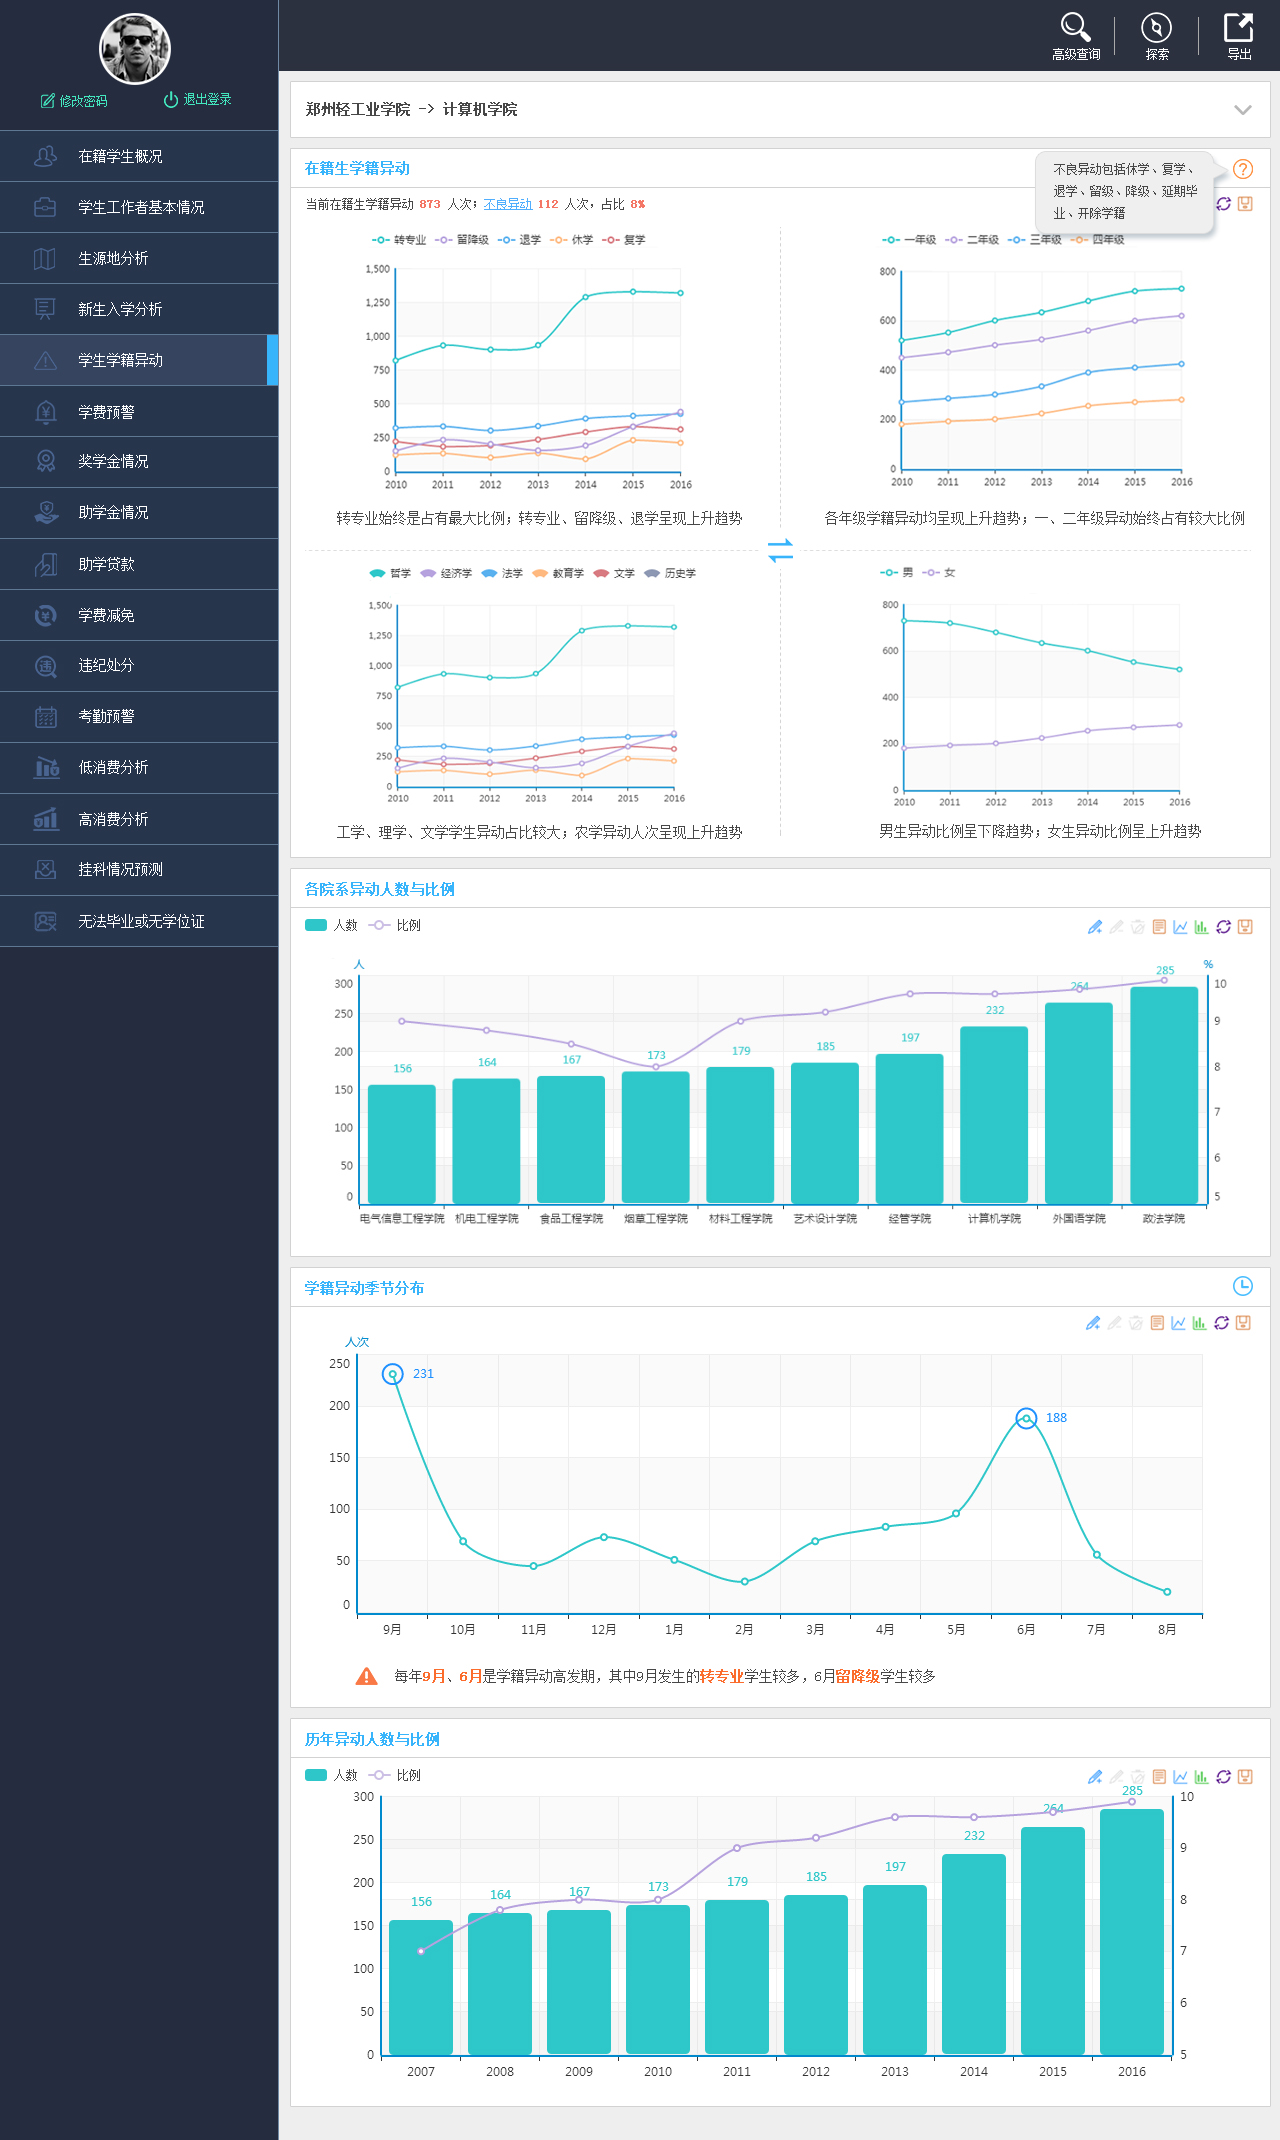 高级查询
探索
导出
修改密码
退出登录
在籍学生概况
学生工作者基本情况
生源地分析
新生入学分析
学生学籍异动
学费预警
奖学金情况
助学金情况
助学贷款
学费减免
违纪处分
考勤预警
低消费分析
高消费分析
挂科情况预测
无法毕业或无学位证
郑州轻工业学院 -> 计算机学院
在籍生学籍异动
不良异动包括休学、复学、
退学、留级、降级、延期毕
业、开除学籍
当前在籍生学籍异动 873 人次；不良异动 112 人次，占比 8%
转专业 留降级 退学 休学 复学
1,500
1,250
1,000
750
500
250
0
2010 2011 2012 2013 2014 2015 2016
转专业始终是占有最大比例；转专业、留降级、退学呈现上升趋势
一年级 二年级 三年级 四年级
800
600
400
200
0
2010 2011 2012 2013 2014 2015 2016
各年级学籍异动均呈现上升趋势；一、二年级异动始终占有较大比例
哲学 经济学 法学 教育学 文学 历史学
1,500
1,250
1,000
750
500
250
0
2010 2011 2012 2013 2014 2015 2016
工学、理学、文学学生异动占比较大；农学异动人次呈现上升趋势
男 女
800
600
400
200
0
2010 2011 2012 2013 2014 2015 2016
男生异动比例呈下降趋势；女生异动比例呈上升趋势
各院系异动人数与比例
人数 比例
人
%
300
250
200
150
100
50
0
156 164 167 173 179 185 197 232 264 285
10
9
8
7
6
5
电气信息工程学院 机电工程学院 食品工程学院 烟草工程学院 材料工程学院 艺术设计学院 经管学院 计算机学院 外国语学院 政法学院
学籍异动季节分布
人次
250
200
150
100
50
0
231
188
9月 10月 11月 12月 1月 2月 3月 4月 5月 6月 7月 8月
每年9月、6月是学籍异动高发期，其中9月发生的转专业学生较多，6月留降级学生较多
历年异动人数与比例
人数 比例
300
250
200
150
100
50
0
156 164 167 173 179 185 197 232 264 285
10
9
8
7
6
5
2007 2008 2009 2010 2011 2012 2013 2014 2015 2016